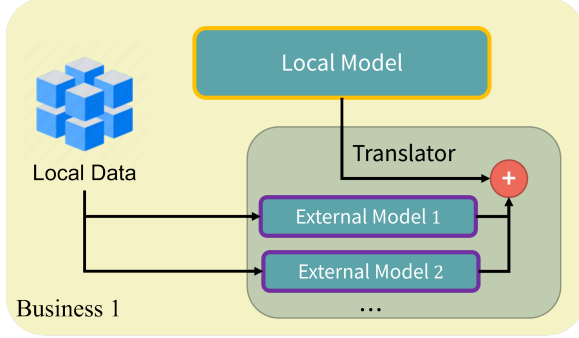 Local Model
Local Data
Translator
+
External Model 1
External Model 2
...
Business 1